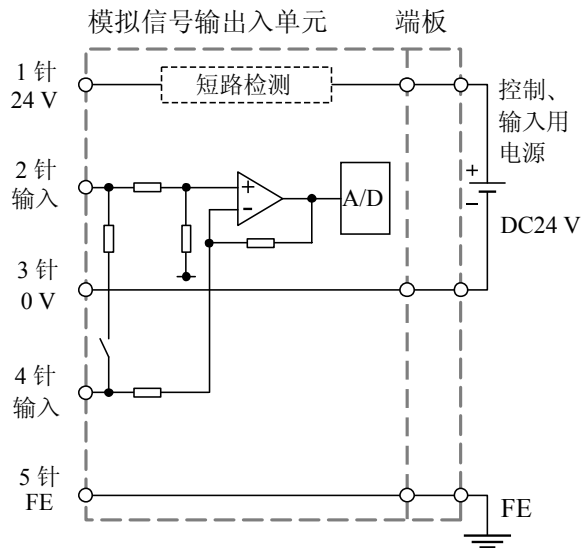 模拟信号输出入单元
端板
1 针
24 V
短路检测
控制、
输入用
电源
2 针
输入
+
−
A/D
+
−
DC24 V
3 针
0 V
4 针
输入
5 针
FE
FE